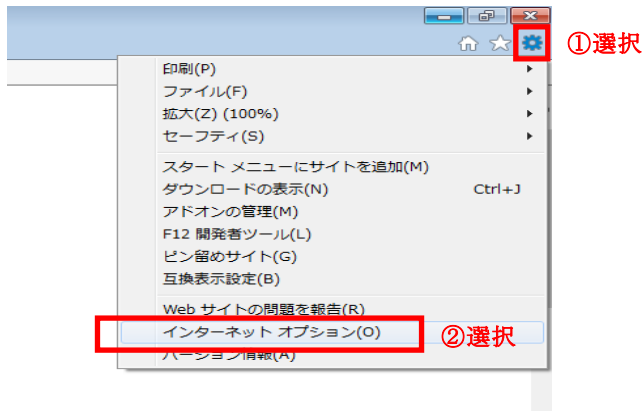 ①選択
印刷(P)
ファイル(F)
拡大(Z) (100%)
セーフティ(S)
スタート メニューにサイトを追加(M)
ダウンロードの表示(N) Ctrl+J
アドオンの管理(M)
F12 開発者ツール(L)
ピン留めサイト(G)
互換表示設定(B)
Web サイトの問題を報告(R)
インターネット オプション(O) ②選択
バージョン情報(A)